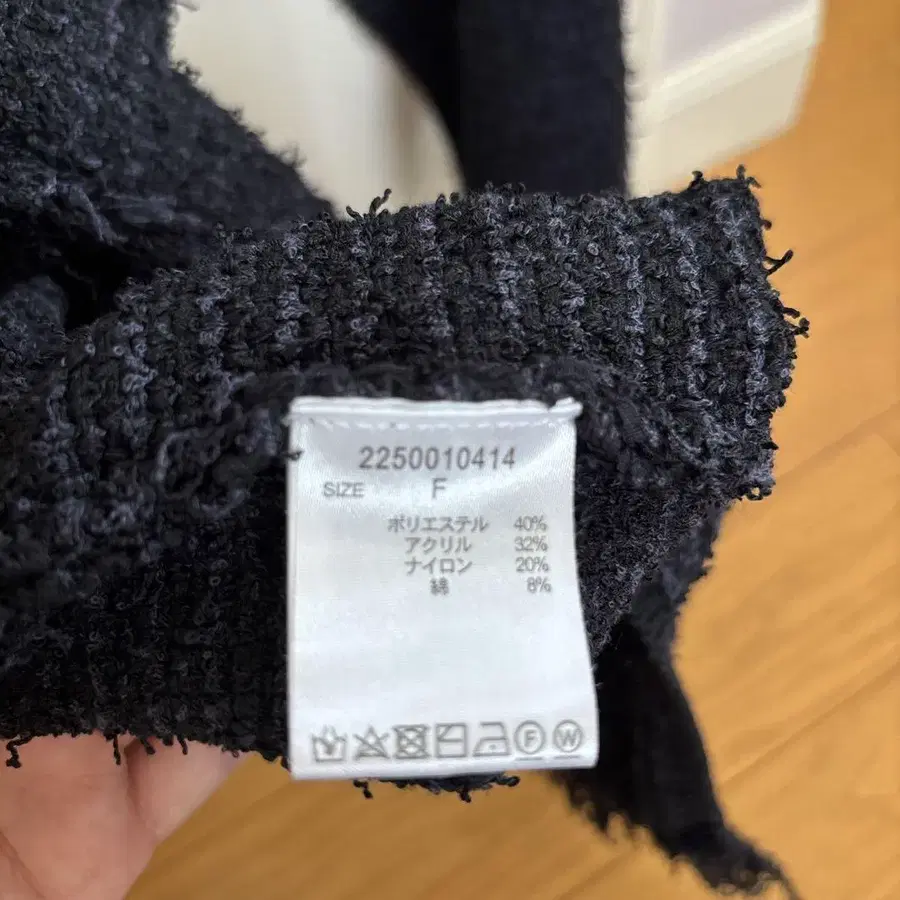 2250010414
SIZE F
ポリエステル 40%
アクリル 32%
ナイロン 20%
綿 8%
F W